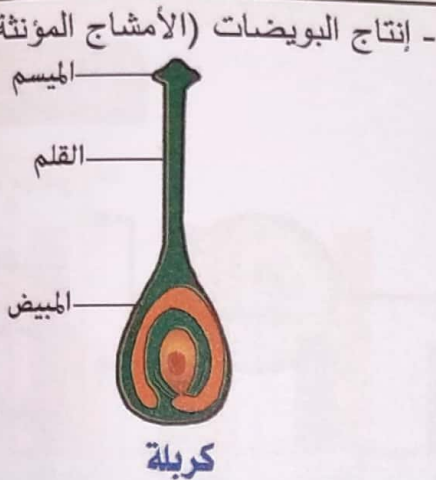 - إنتاج البويضات (الأمشاج المؤنثة
الميسم
القلم
المبيض
كربلة